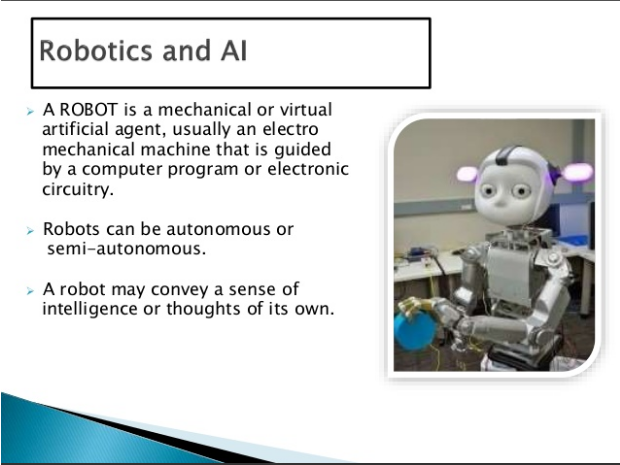 Robotics and AI
A ROBOT is a mechanical or virtual
artificial agent, usually an electro
mechanical machine that is guided
by a computer program or electronic
circuitry.
Robots can be autonomous or
semi-autonomous.
A robot may convey a sense of
intelligence or thoughts of its own.